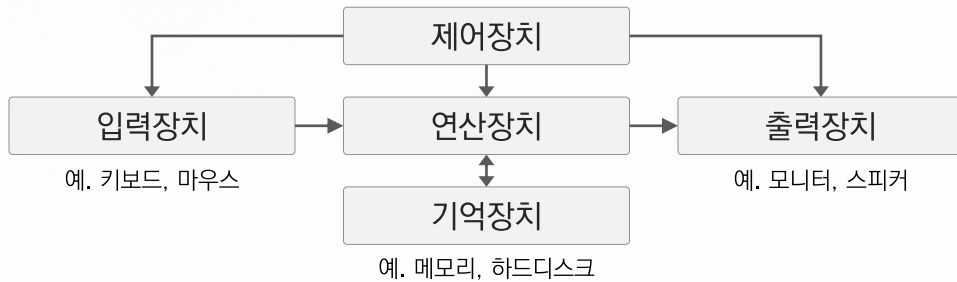 제어장치
입력장치
연산장치
출력장치
예. 키보드, 마우스
예. 모니터, 스피커
기억장치
예. 메모리, 하드디스크